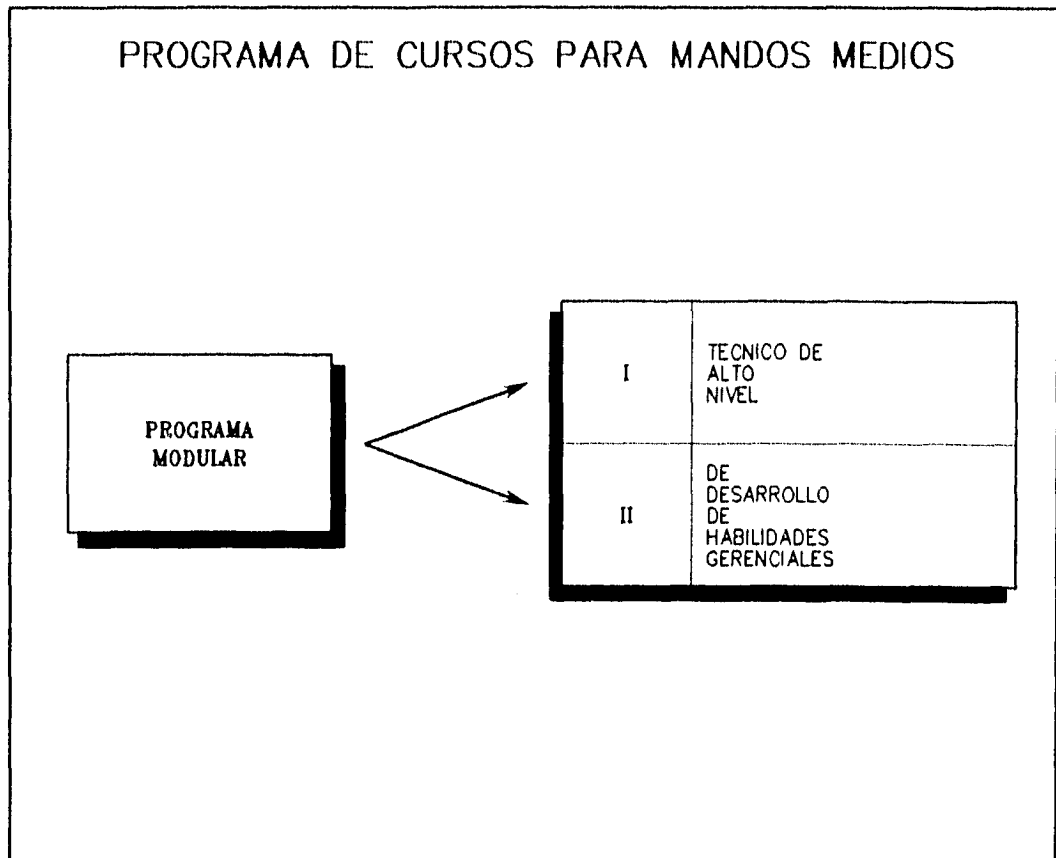 PROGRAMA DE CURSOS PARA MANDOS MEDIOS
PROGRAMA
MODULAR
I
TECNICO DE
ALTO
NIVEL
II
DE
DESARROLLO
DE
HABILIDADES
GERENCIALES